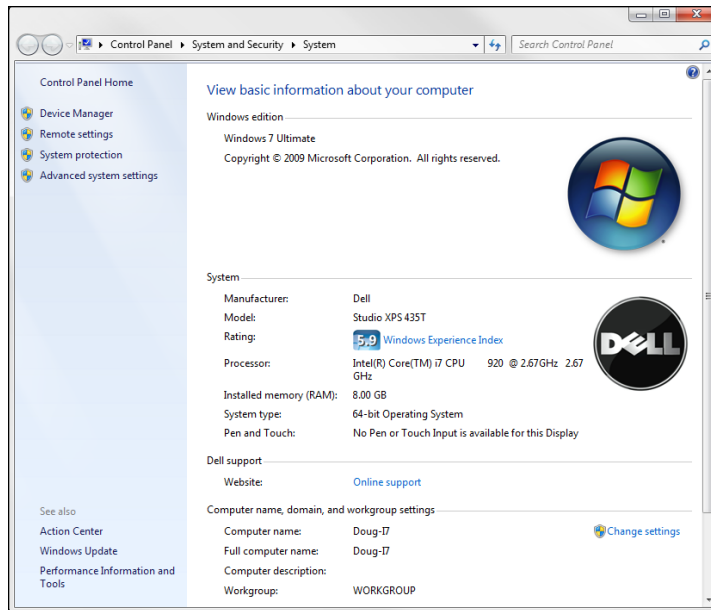 Control Panel ▸ System and Security ▸ System
Search Control Panel
Control Panel Home
Device Manager
Remote settings
System protection
Advanced system settings
See also
Action Center
Windows Update
Performance Information and
Tools
View basic information about your computer
Windows edition
Windows 7 Ultimate
Copyright © 2009 Microsoft Corporation. All rights reserved.
System
Manufacturer: Dell
Model: Studio XPS 435T
Rating: 5,9 Windows Experience Index
Processor: Intel(R) Core(TM) i7 CPU 920 @ 2.67GHz 2.67
GHz
Installed memory (RAM): 8.00 GB
System type: 64-bit Operating System
Pen and Touch: No Pen or Touch Input is available for this Display
DELL
Dell support
Website: Online support
Computer name, domain, and workgroup settings
Computer name: Doug-I7
Change settings
Full computer name: Doug-I7
Computer description:
Workgroup: WORKGROUP